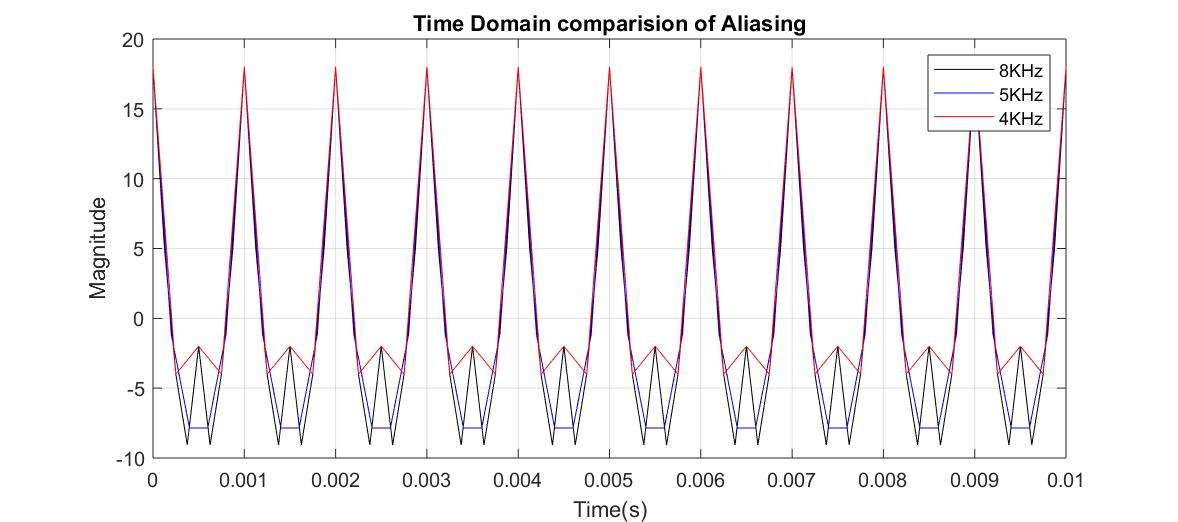 Time Domain comparision of Aliasing
20
15
10
5
0
-5
-10
Magnitude
8KHz
5KHz
4KHz
0 0.001 0.002 0.003 0.004 0.005 0.006 0.007 0.008 0.009 0.01
Time(s)